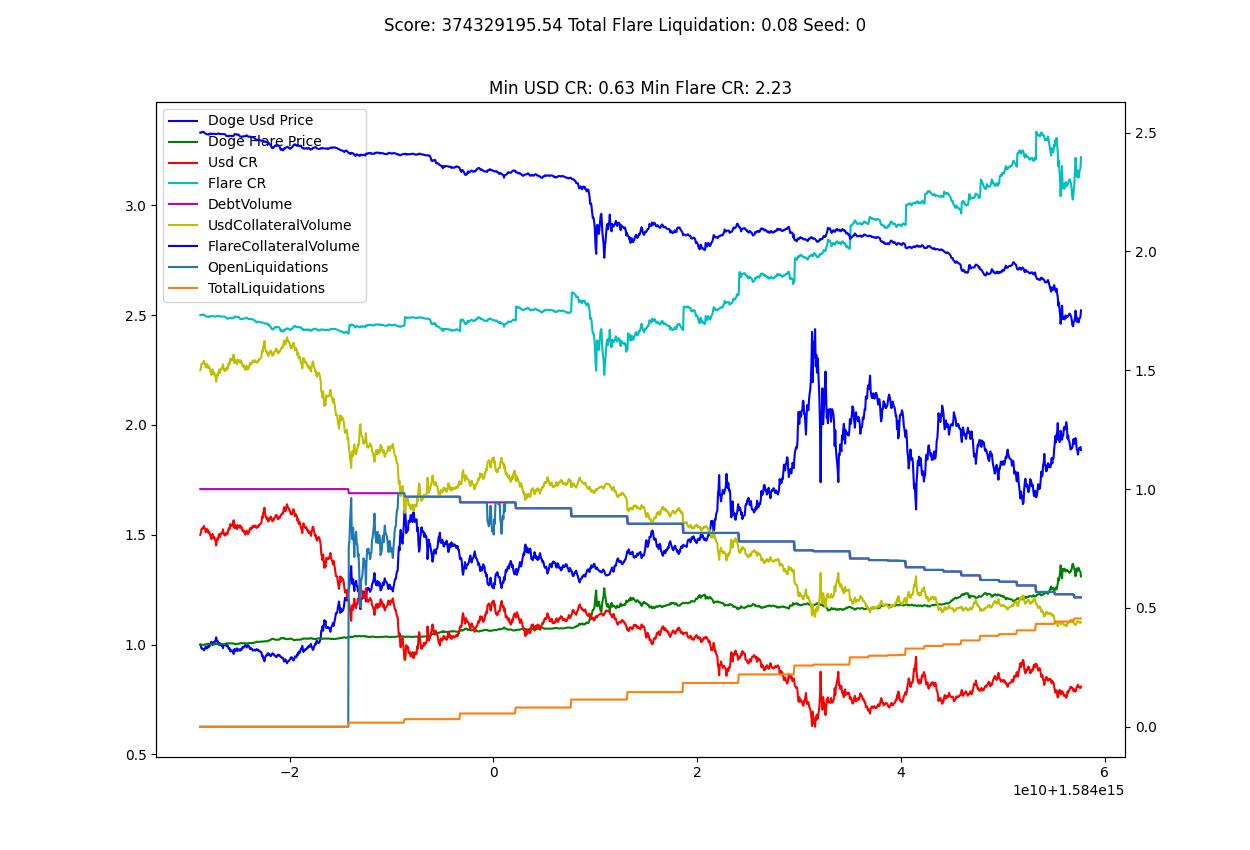 Score: 374329195.54 Total Flare Liquidation: 0.08 Seed: 0
Min USD CR: 0.63 Min Flare CR: 2.23
Doge Usd Price
Doge Flare Price
Usd CR
Flare CR
DebtVolume
UsdCollateralVolume
FlareCollateralVolume
OpenLiquidations
TotalLiquidations
3.0
2.5
2.0
1.5
1.0
0.5
2.5
2.0
1.5
1.0
0.5
0.0
−2
0
2
4
6
1e10+1.584e15